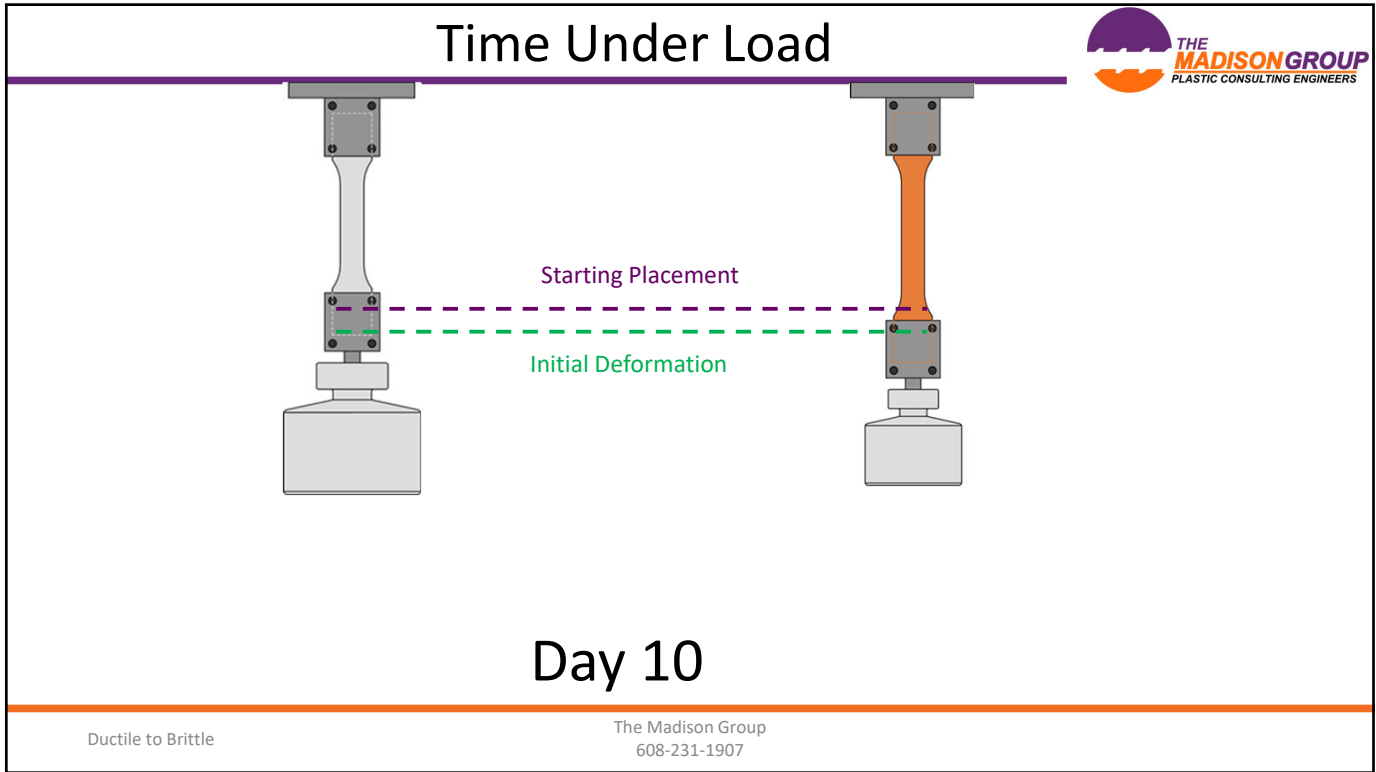 Time Under Load
THE
MADISON GROUP
PLASTIC CONSULTING ENGINEERS
Starting Placement
Initial Deformation
Day 10
Ductile to Brittle
The Madison Group
608-231-1907